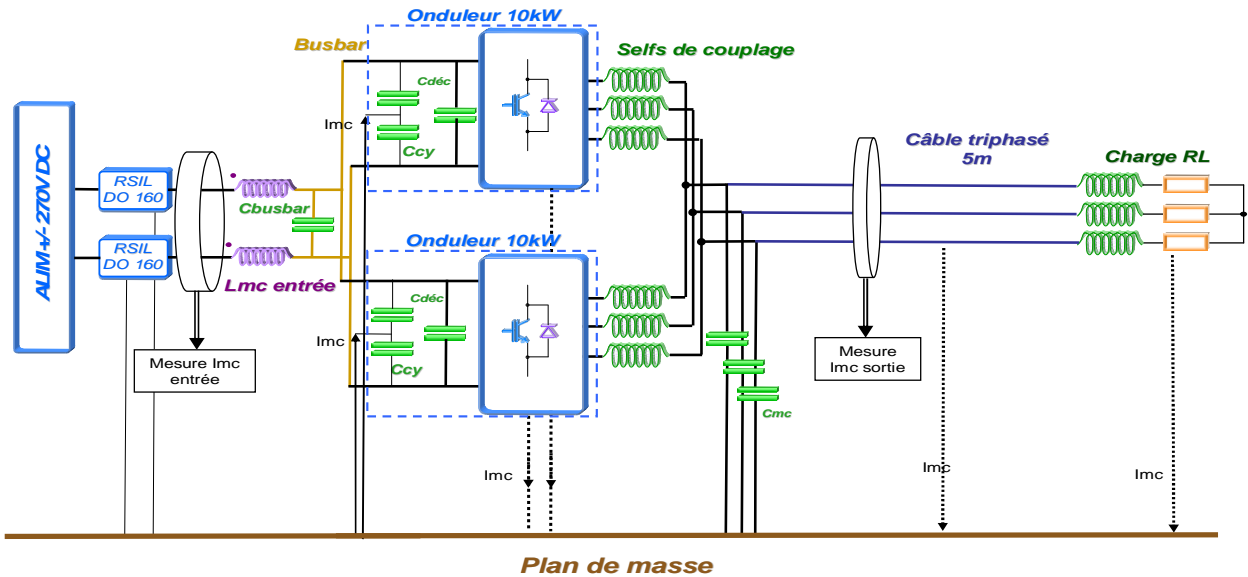 Onduleur 10kW
Busbar
Selfs de couplage
Cdéc
Imc
Ccy
ALIM +/- 270V DC
RSIL
DO 160
Cbusbar
RSIL
DO 160
Lmc entrée
Câble triphasé
5m
Charge RL
Onduleur 10kW
Cdéc
Imc
Ccy
Mesure Imc
entrée
Mesure
Imc sortie
Cmc
Imc
Imc
Imc
Plan de masse